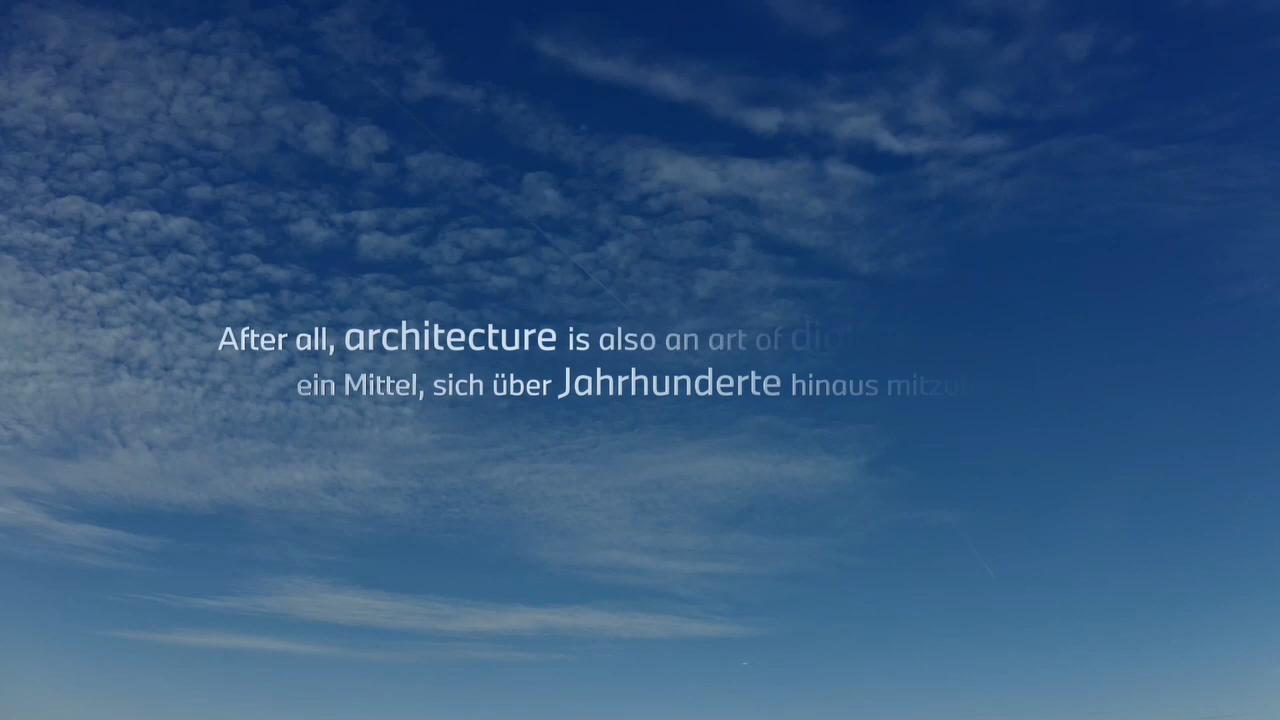 After all, architecture is also an art of
ein Mittel, sich über Jahrhunderte hinaus